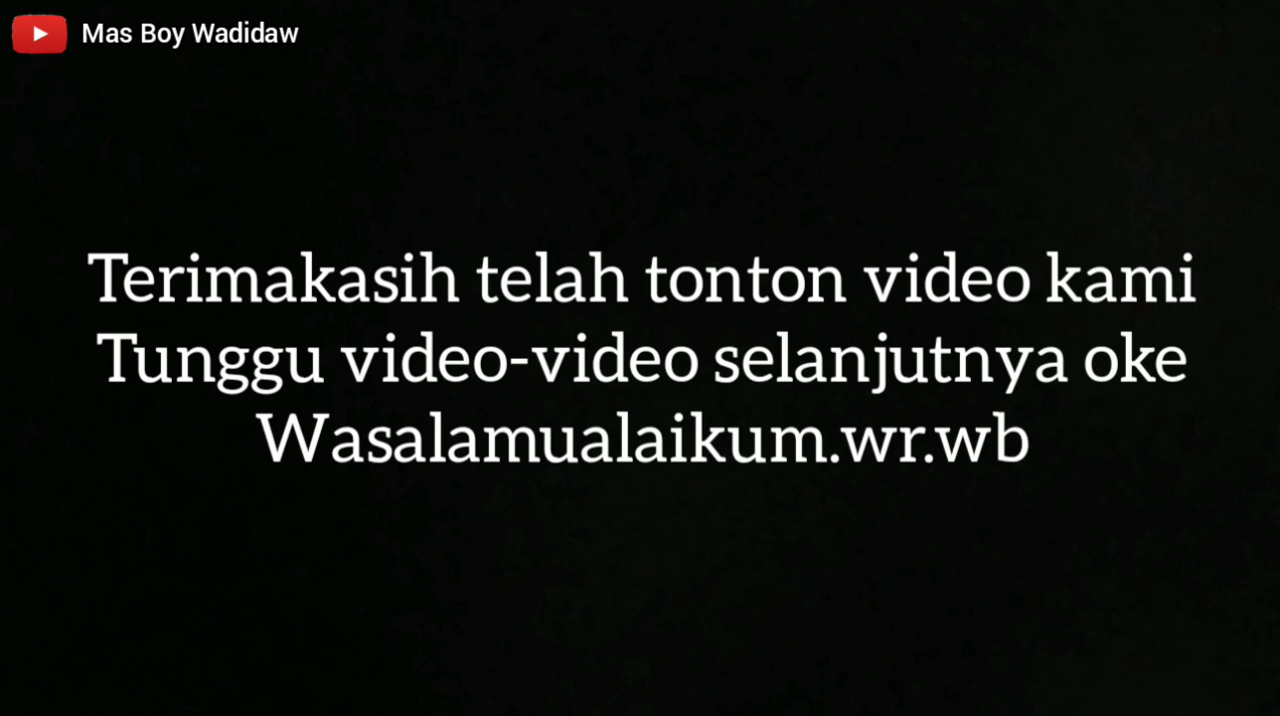 Mas Boy Wadidaw
Terimakasih telah tonton video kami
Tunggu video-video selanjutnya oke
Wasalamualaikum.wr.wb